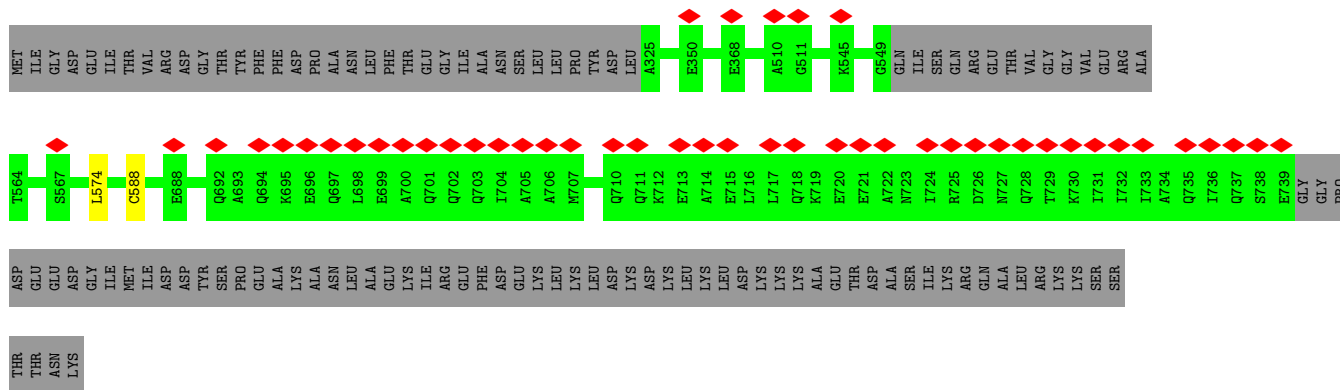 MET ILE GLY ASP GLU ILE THR VAL ARG ASP GLY THR TYR PHE PHE ASP PRO ALA ASN LEU PHE THR GLU GLY ILE ALA ASN SER LEU LEU PRO TYR ASP LEU A325 E350 E368 A510 G511 K545 G549 GLN ILE SER GLN ARG GLU THR VAL GLY GLY VAL GLU ARG ALA
T564 S567 L574 C588 E688 Q692 A693 Q694 K695 E696 Q697 L698 E699 A700 Q701 Q702 Q703 I704 A705 A706 M707 Q710 Q711 K712 E713 A714 E715 L716 L717 Q718 K719 E720 E721 A722 N723 I724 R725 D726 N727 Q728 T729 K730 I731 I732 I733 A734 Q735 I736 Q737 S738 E739 GLY GLY PRO
ASP GLU GLU ASP GLY ILE MET ILE ASP ASP TYR SER PRO GLU ALA LYS ALA ASN LEU ALA GLU LYS ILE ARG GLU PHE ASP GLU LYS LEU LYS LEU ASP LYS ASP LYS LEU LYS LEU ASP LYS LYS LYS ALA GLU THR ASP ALA SER ILE LYS ARG GLN ALA LEU ARG LYS LYS SER SER
THR THR ASN LYS